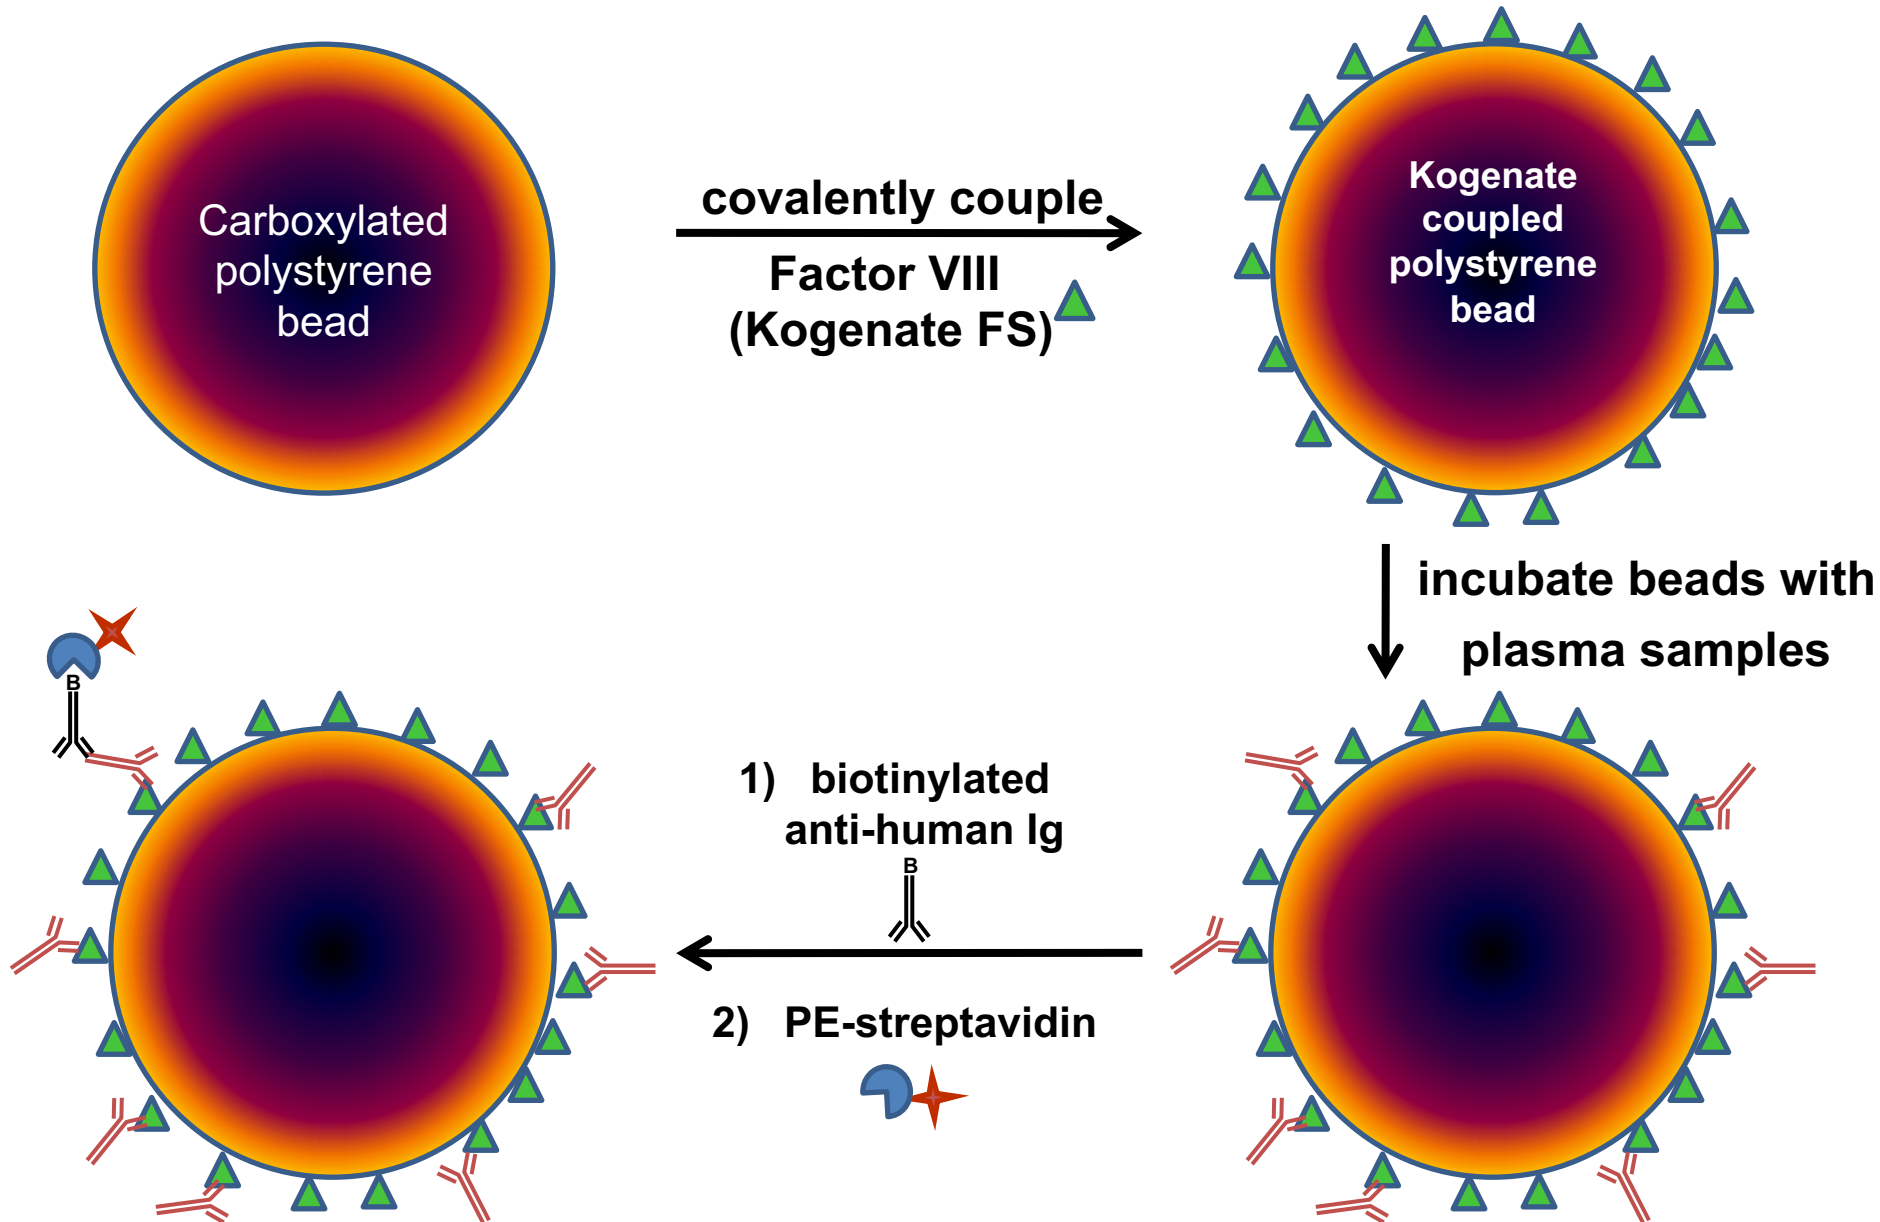 Carboxylated
polystyrene
bead
covalently couple
Factor VIII
(Kogenate FS)
Kogenate
coupled
polystyrene
bead
incubate beads with
plasma samples
1) biotinylated
anti-human Ig
B
2) PE-streptavidin
B